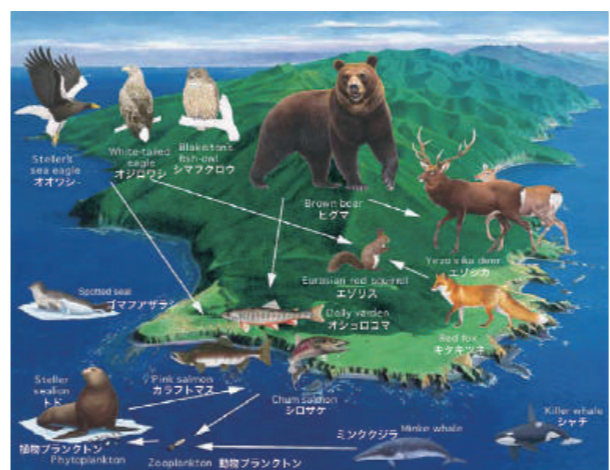 Steller's
sea eagle
オオワシ
White-tailed
eagle
オジロワシ
Blakiston's
fish-owl
シマフクロウ
Brown bear
ヒグマ
Yezo sika deer
エゾシカ
Eurasian red squirrel
エゾリス
Spotted seal
ゴマフアザラシ
Dolly varden
オショロコマ
Red fox
キタキツネ
Steller
sealion
トド
Pink salmon
カラフトマス
Chum salmon
シロザケ
Killer whale
シャチ
ミンククジラ Minke whale
植物プランクトン
Phytoplankton
Zooplankton 動物プランクトン